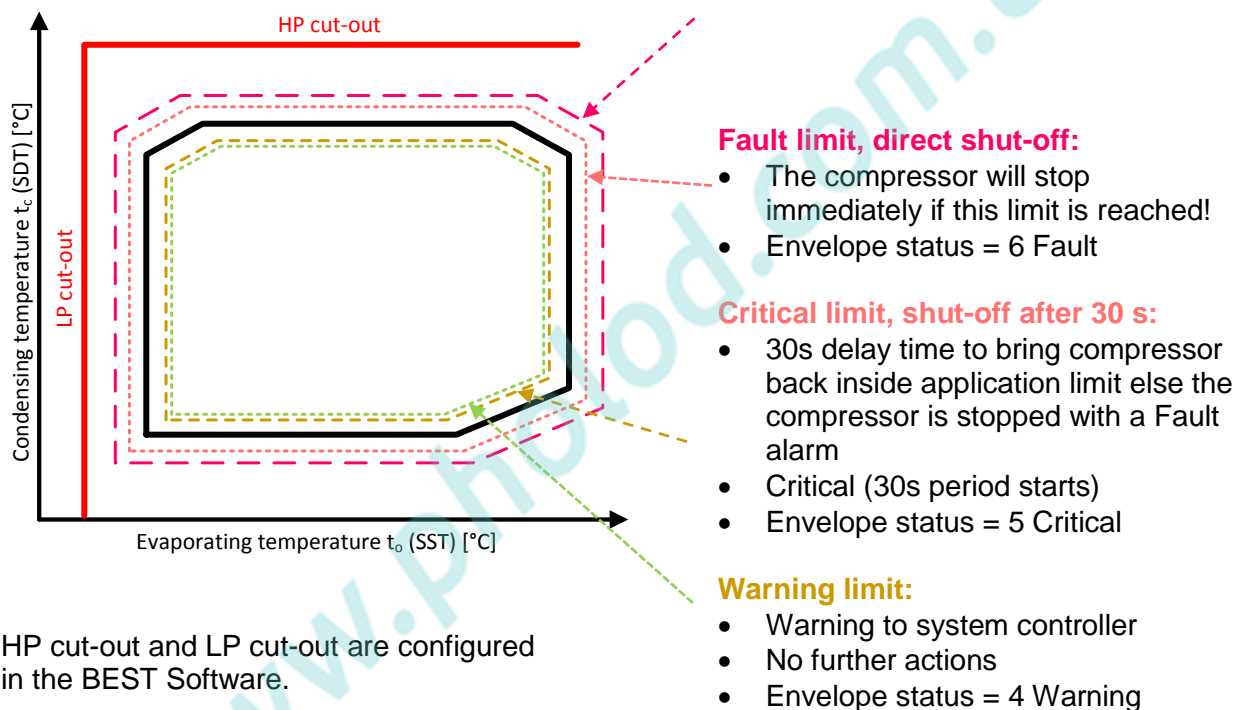 HP cut-out
LP cut-out
Condensing temperature tc (SDT) [°C]
Evaporating temperature to (SST) [°C]
HP cut-out and LP cut-out are configured
in the BEST Software.
Fault limit, direct shut-off:
• The compressor will stop
immediately if this limit is reached!
• Envelope status = 6 Fault
Critical limit, shut-off after 30 s:
• 30s delay time to bring compressor
back inside application limit else the
compressor is stopped with a Fault
alarm
• Critical (30s period starts)
• Envelope status = 5 Critical
Warning limit:
• Warning to system controller
• No further actions
• Envelope status = 4 Warning
www.pholod.com.